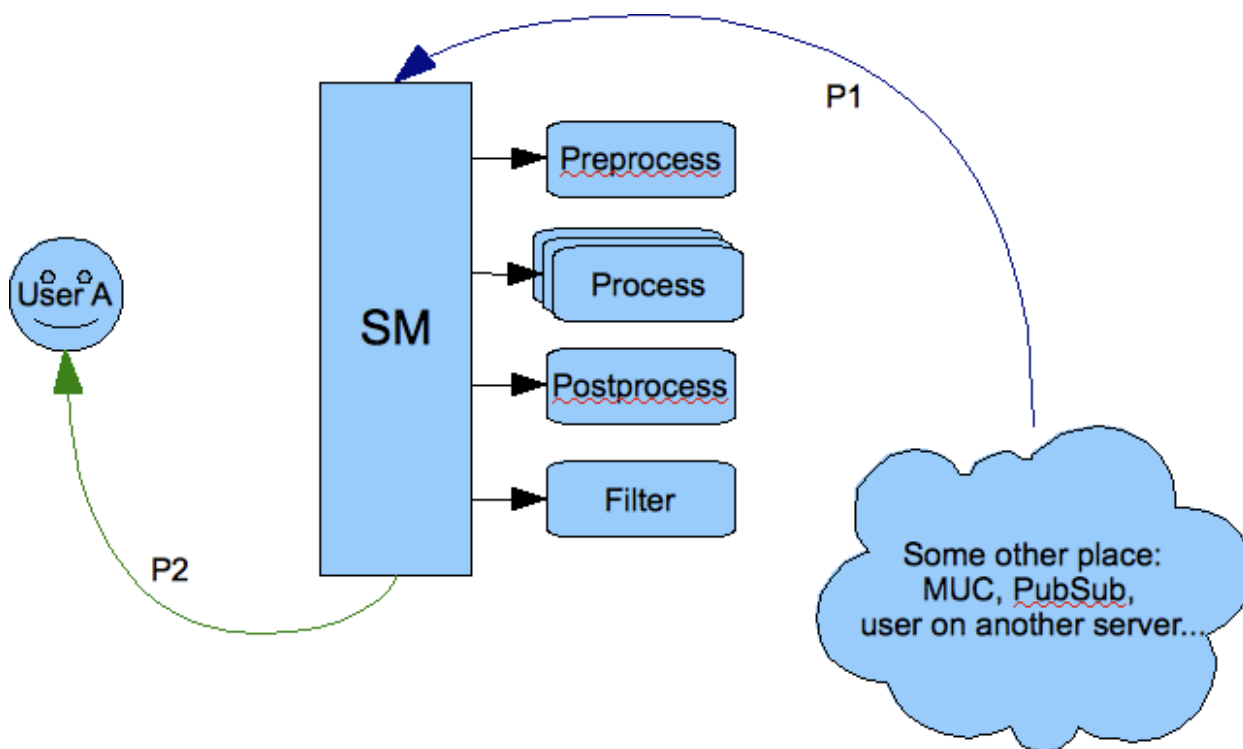 P1
Preprocess
Process
User A
SM
Postprocess
Filter
P2
Some other place:
MUC, PubSub,
user on another server...